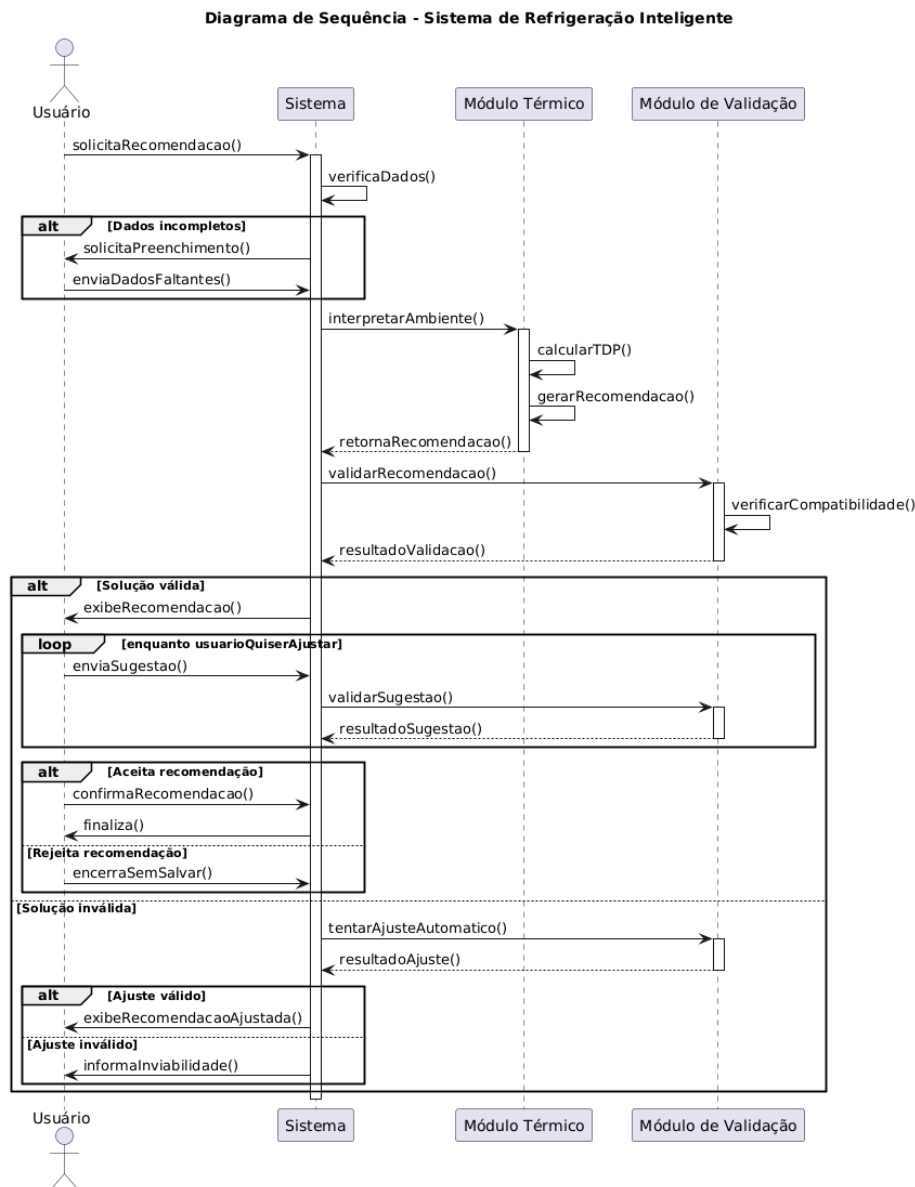 Diagrama de Sequência - Sistema de Refrigeração Inteligente
Usuário
Sistema
Módulo Térmico
Módulo de Validação
solicitaRecomendacao()
verificaDados()
alt [Dados incompletos]
solicitaPreenchimento()
enviaDadosFaltantes()
interpretarAmbiente()
calcularTDP()
gerarRecomendacao()
retornaRecomendacao()
validarRecomendacao()
verificarCompatibilidade()
resultadoValidacao()
alt [Solução válida]
exibeRecomendacao()
loop [enquanto usuarioQuiserAjustar]
enviaSugestao()
validarSugestao()
resultadoSugestao()
alt [Aceita recomendação]
confirmaRecomendacao()
finaliza()
[Rejeita recomendação]
encerraSemSalvar()
[Solução inválida]
tentarAjusteAutomatico()
resultadoAjuste()
alt [Ajuste válido]
exibeRecomendacaoAjustada()
[Ajuste inválido]
informaInviabilidade()
Usuário
Sistema
Módulo Térmico
Módulo de Validação